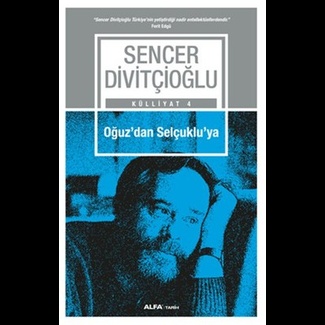 "Sencer Divitçioğlu Türkiye'nin yetiştirdiği nadir entelektüellerdendir."
Ferit Edgü
SENCER
DİVİTÇİOĞLU
KÜLLİYAT 4
Oğuz'dan Selçuklu'ya
ALFA TARİH